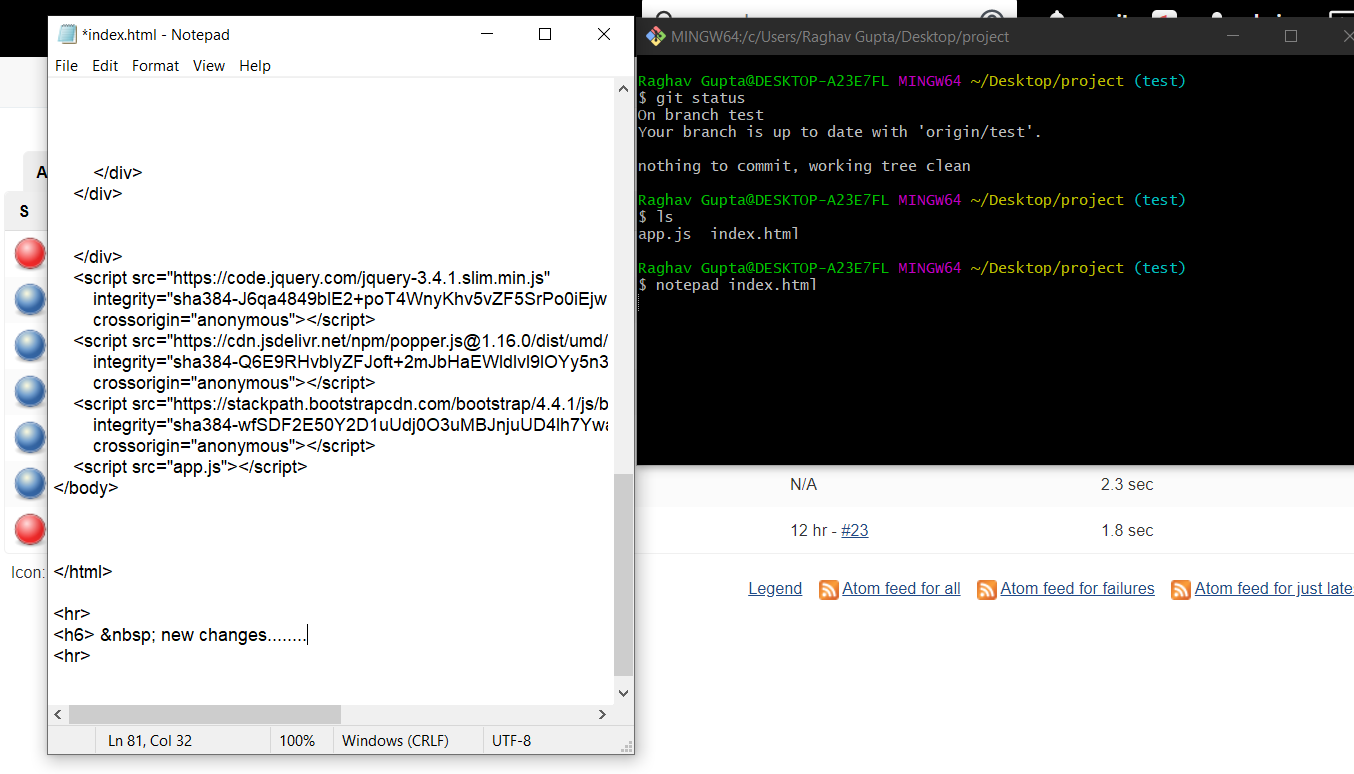 *index.html - Notepad
File Edit Format View Help
</div>
</div>
</div>
<script src="https://code.jquery.com/jquery-3.4.1.slim.min.js"
integrity="sha384-J6qa4849blE2+poT4WnyKhv5vZF5SrPo0iEjw
crossorigin="anonymous"></script>
<script src="https://cdn.jsdelivr.net/npm/popper.js@1.16.0/dist/umd/
integrity="sha384-Q6E9RHvbIyZFJoft+2mJbHaEWldlvI9IOYy5n3
crossorigin="anonymous"></script>
<script src="https://stackpath.bootstrapcdn.com/bootstrap/4.4.1/js/b
integrity="sha384-wfSDF2E50Y2D1uUdj0O3uMBJnjuUD4Ih7Ywa
crossorigin="anonymous"></script>
<script src="app.js"></script>
</body>
</html>
<hr>
<h6> &nbsp; new changes........
<hr>
Ln 81, Col 32 100% Windows (CRLF) UTF-8
MINGW64:/c/Users/Raghav Gupta/Desktop/project
Raghav Gupta@DESKTOP-A23E7FL MINGW64 ~/Desktop/project (test)
$ git status
On branch test
Your branch is up to date with 'origin/test'.
nothing to commit, working tree clean
Raghav Gupta@DESKTOP-A23E7FL MINGW64 ~/Desktop/project (test)
$ ls
app.js index.html
Raghav Gupta@DESKTOP-A23E7FL MINGW64 ~/Desktop/project (test)
$ notepad index.html
A
S
N/A 2.3 sec
12 hr - #23 1.8 sec
Icon:
Legend Atom feed for all Atom feed for failures Atom feed for just late